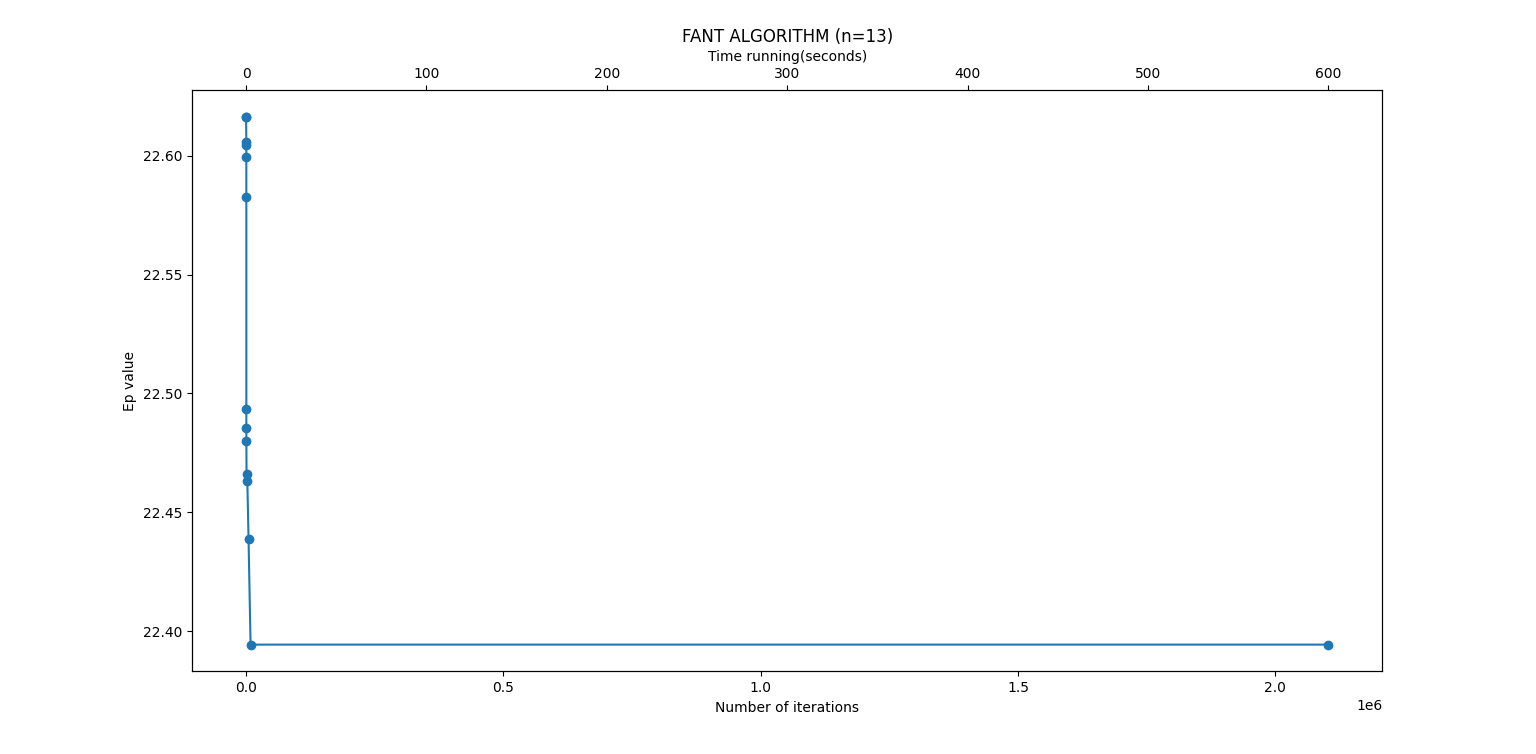 FANT ALGORITHM (n=13)
Time running(seconds)
0 100 200 300 400 500 600
22.60
22.55
22.50
22.45
22.40
Ep value
0.0 0.5 1.0 1.5 2.0
Number of iterations
1e6